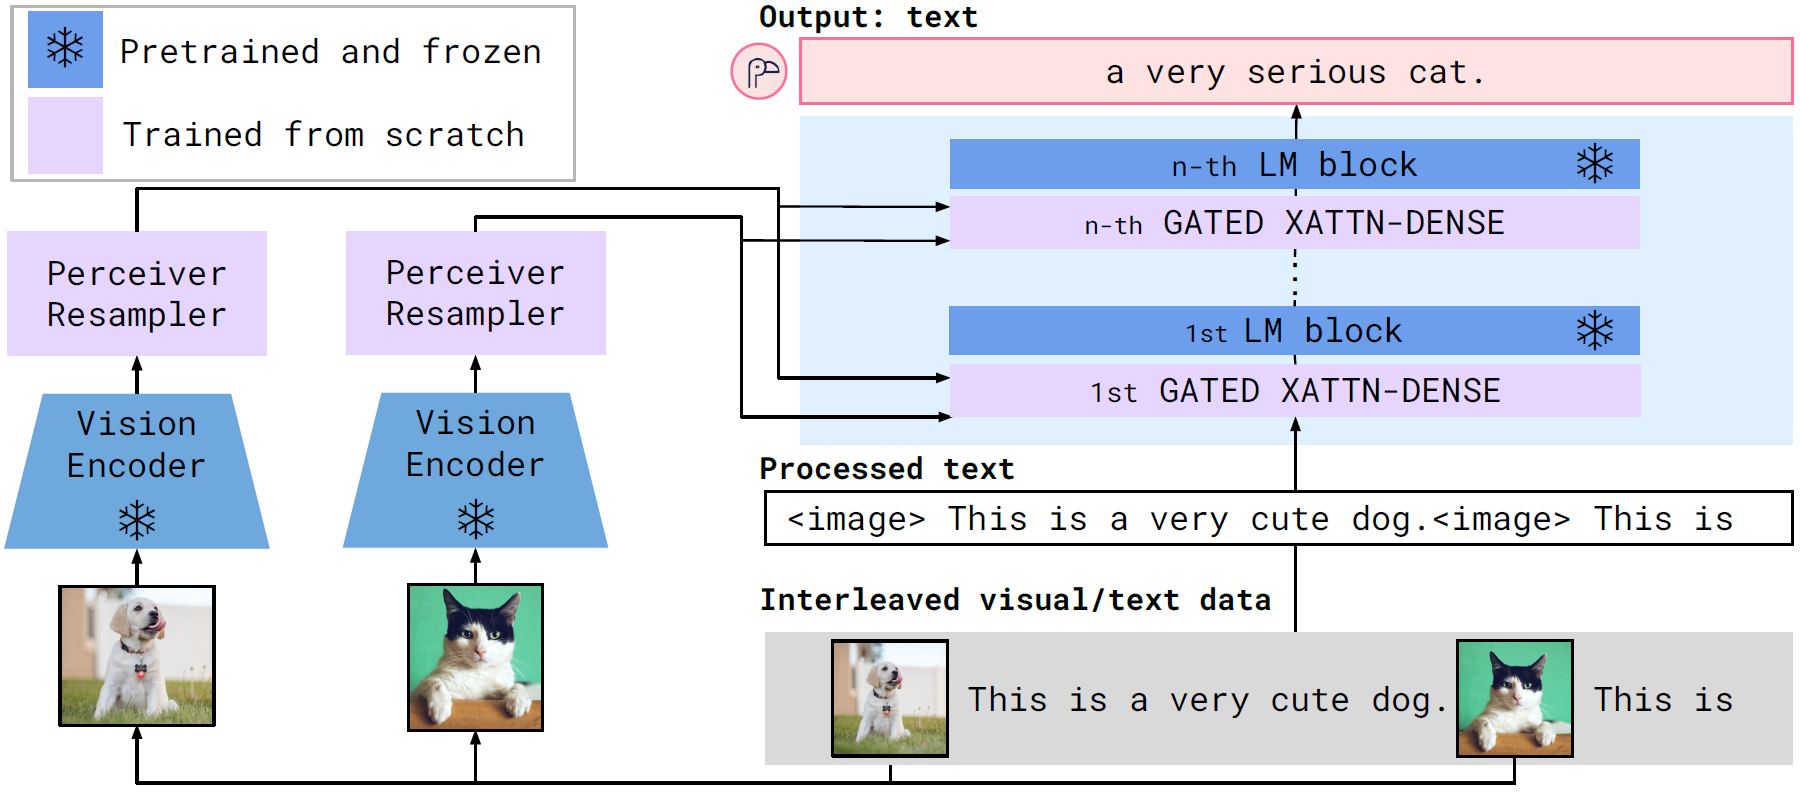 Pretrained and frozen
Trained from scratch
Output: text
a very serious cat.
n-th LM block
n-th GATED XATTN-DENSE
1st LM block
1st GATED XATTN-DENSE
Perceiver
Resampler
Perceiver
Resampler
Vision
Encoder
Vision
Encoder
Processed text
<image> This is a very cute dog.<image> This is
Interleaved visual/text data
This is a very cute dog.
This is